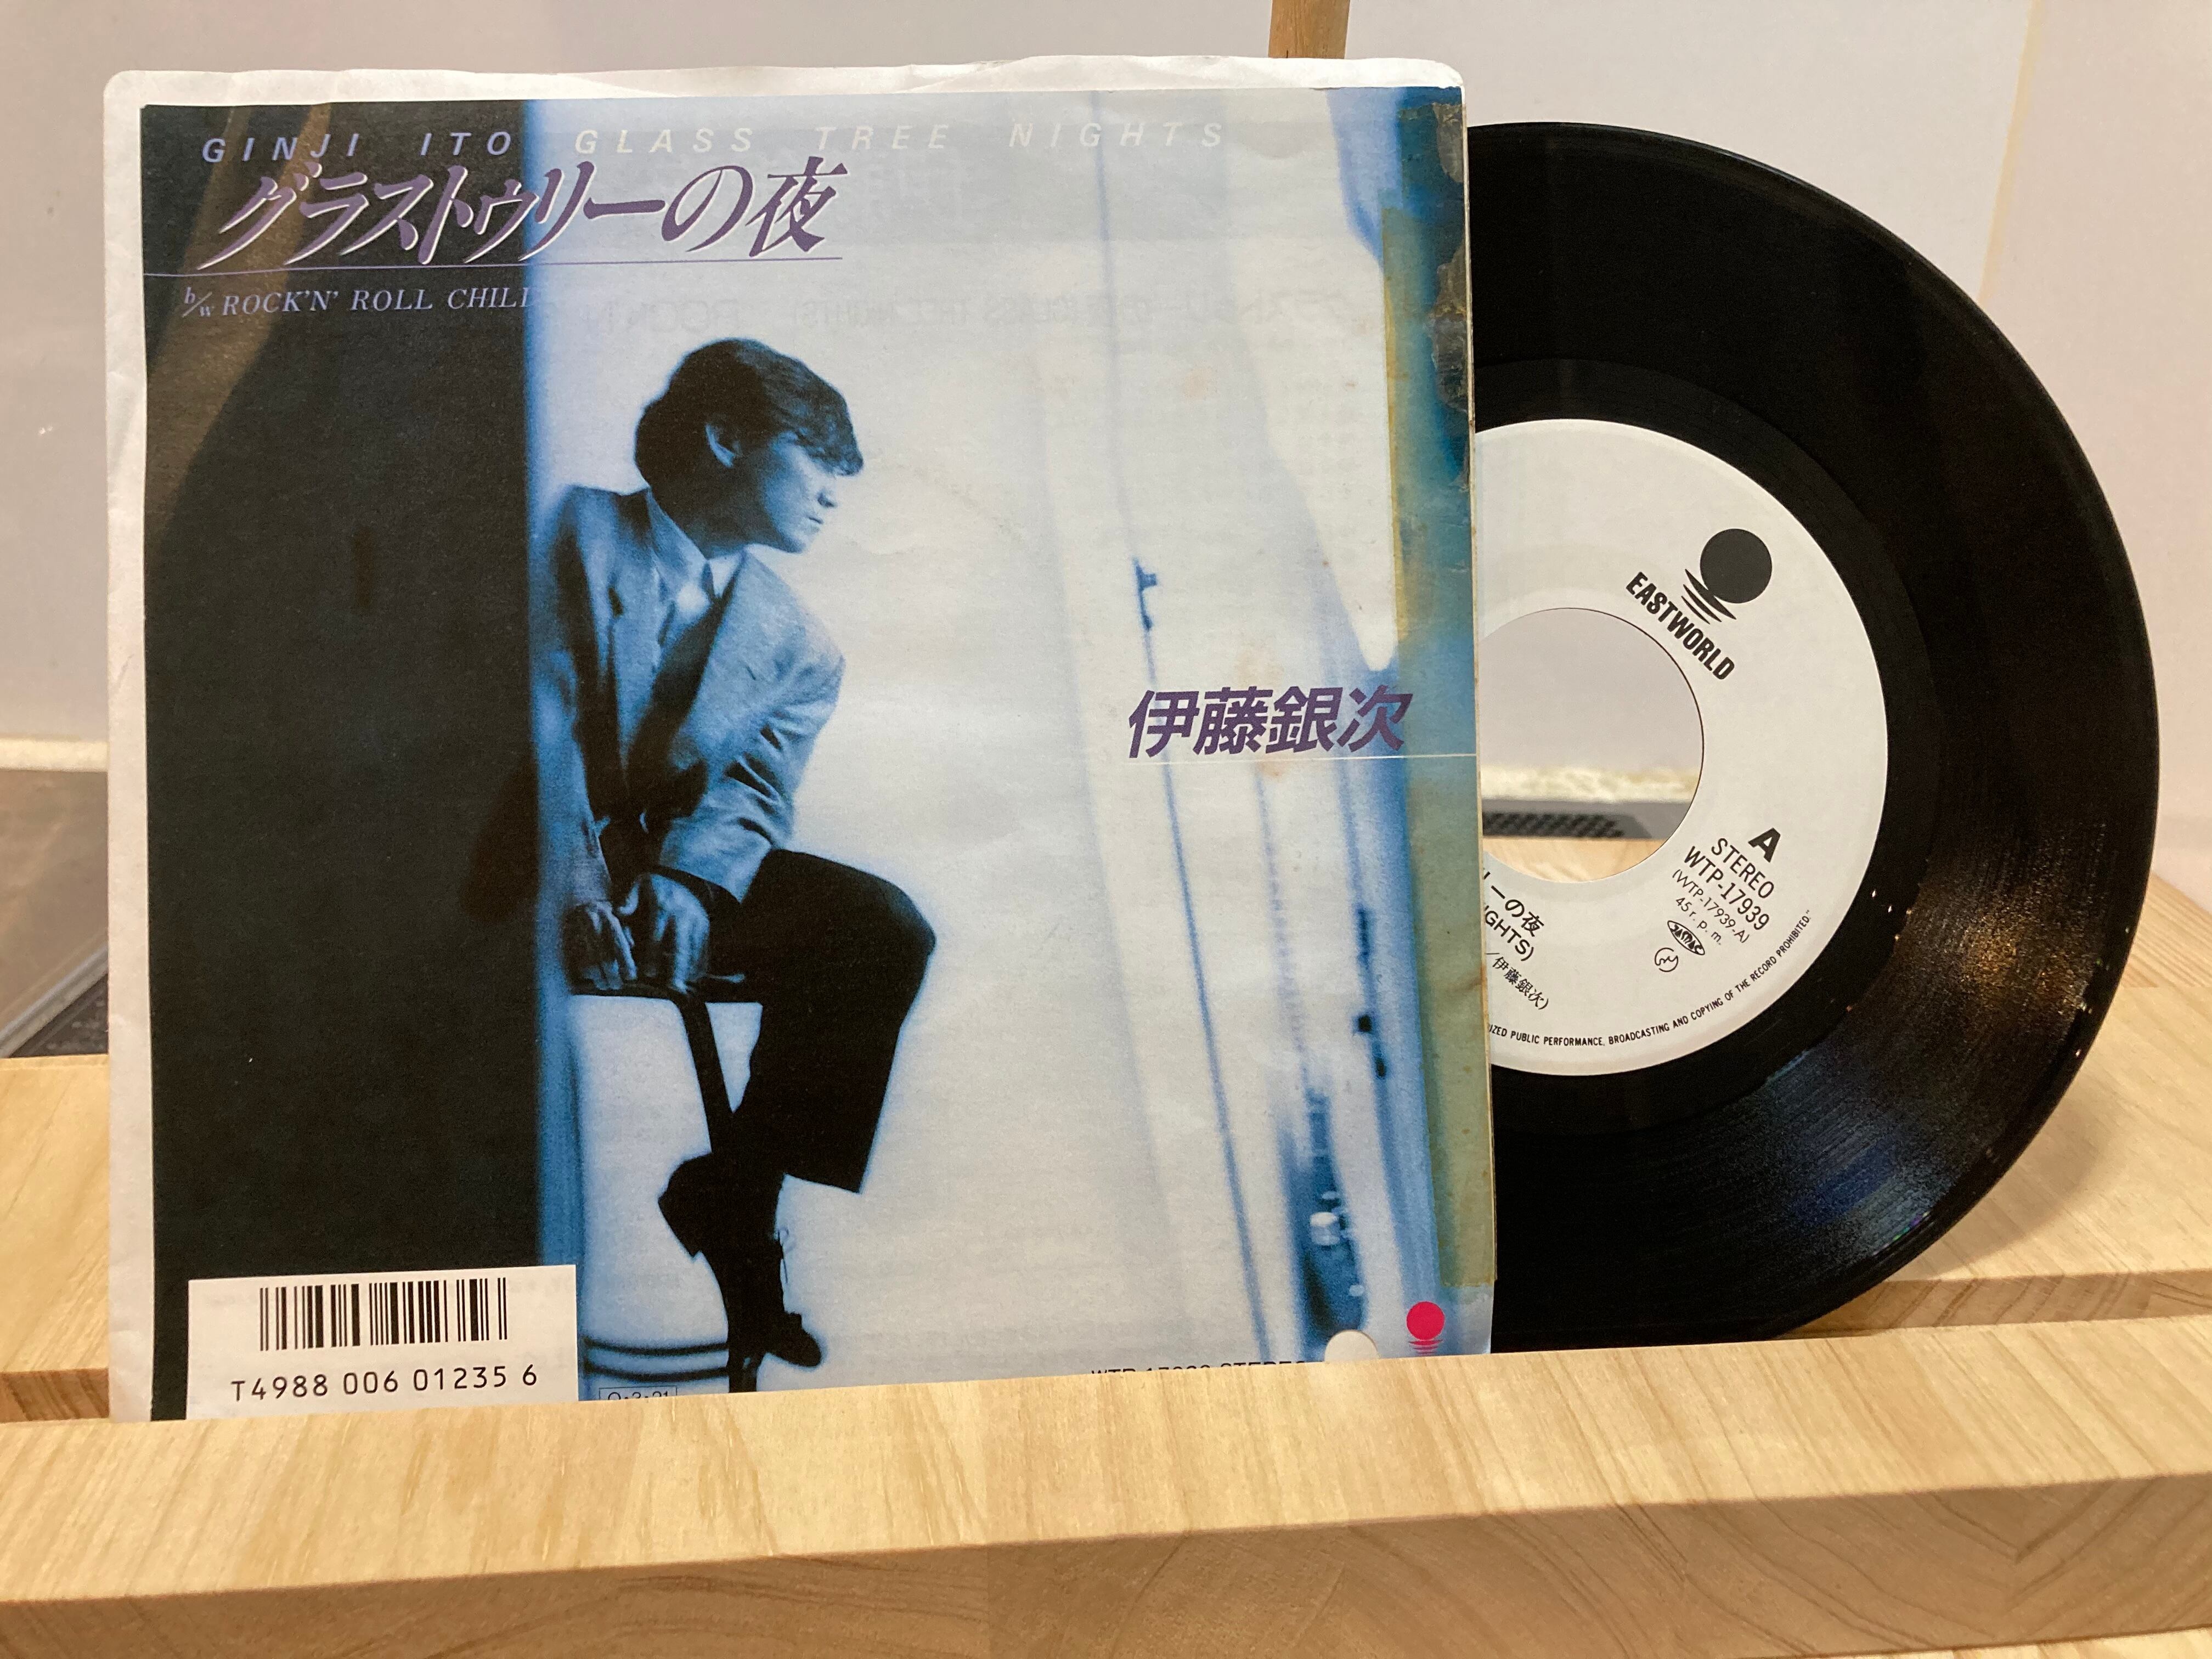 GINJI ITO GLASS TREE NIGHTS
グラストゥリーの夜
b/w ROCK'N' ROLL CHILD
伊藤銀次
T4988 006 01235 6
EASTWORLD
A
STEREO
WTP-17939
(WTP-17939-A)
45 r. p. m.
JASRAC
リーの夜
IGHTS)
/伊藤銀次)
PUBLIC PERFORMANCE, BROADCASTING AND COPYING OF THE RECORD PROHIBITED."